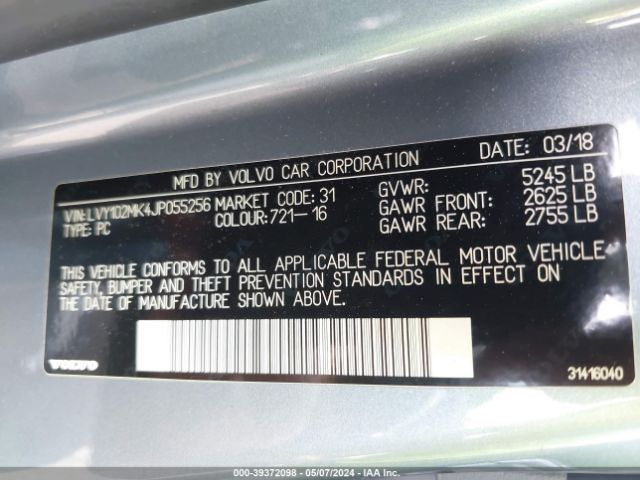 MFD BY VOLVO CAR CORPORATION DATE: 03/18
VIN: LVY102MK4JP055256 MARKET CODE: 31 GVWR: 5245 LB
TYPE: PC COLOUR: 721-16 GAWR FRONT: 2625 LB
GAWR REAR: 2755 LB
THIS VEHICLE CONFORMS TO ALL APPLICABLE FEDERAL MOTOR VEHICLE
SAFETY, BUMPER AND THEFT PREVENTION STANDARDS IN EFFECT ON
THE DATE OF MANUFACTURE SHOWN ABOVE.
VOLVO 31416040
000-39372098 - 05/07/2024 - IAAI.COM